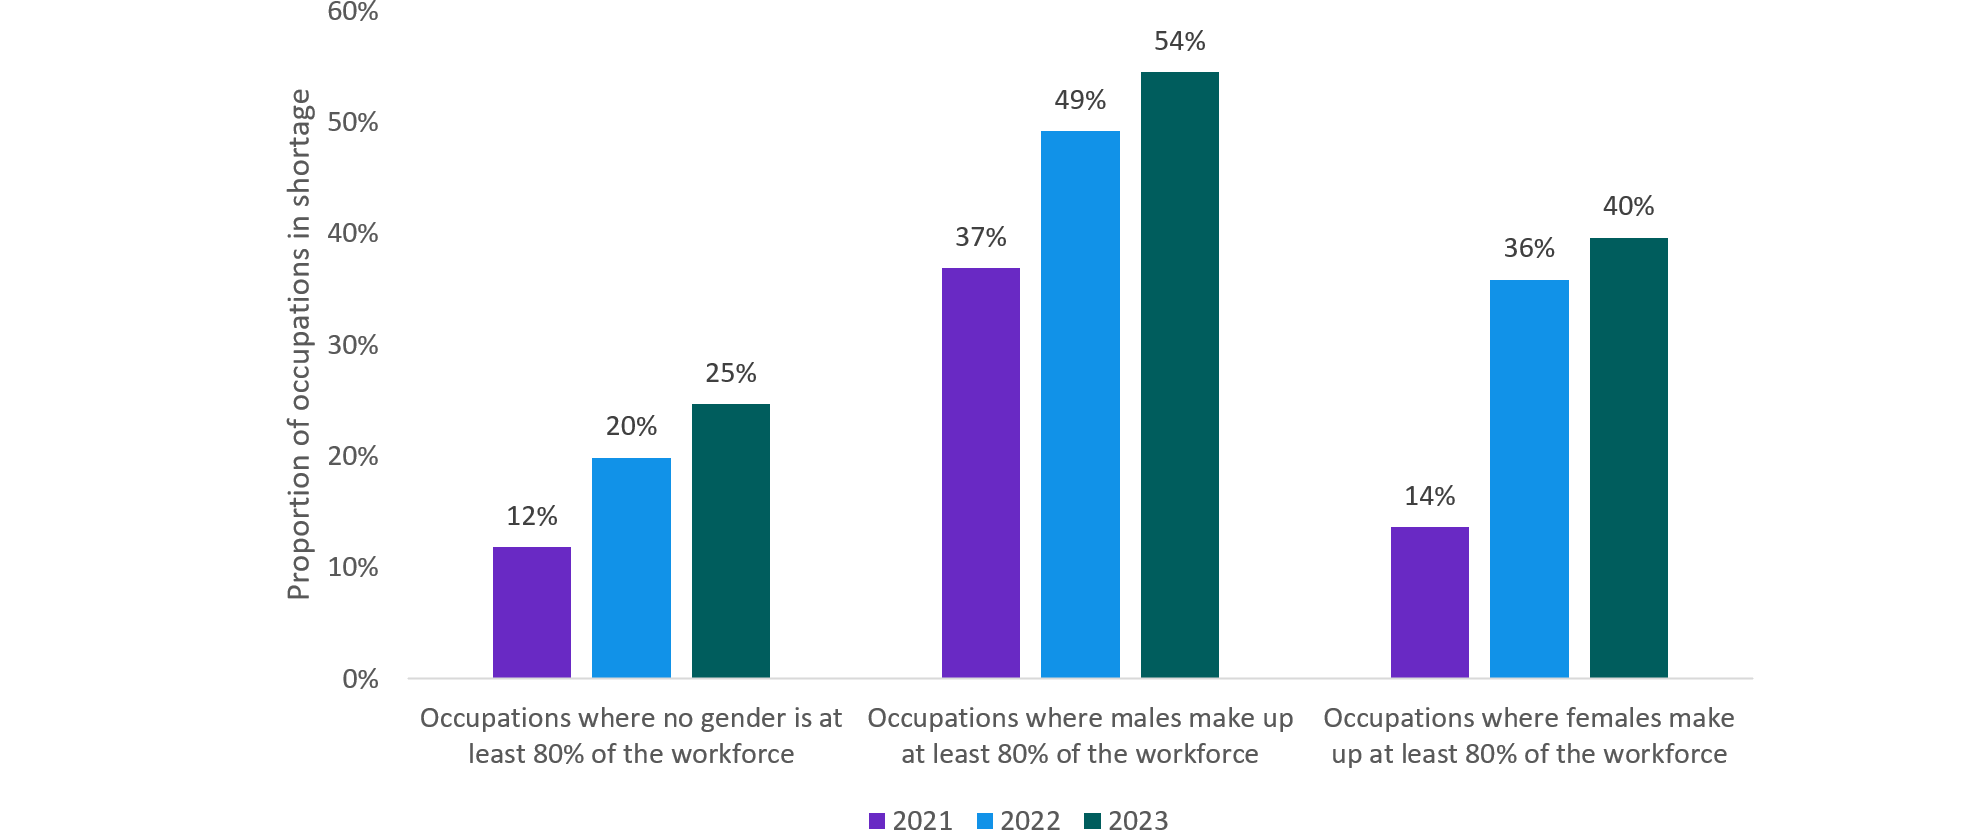 Proportion of occupations in shortage
60%
50%
40%
30%
20%
10%
0%
12%
20%
25%
37%
49%
54%
14%
36%
40%
Occupations where no gender is at
least 80% of the workforce
Occupations where males make up
at least 80% of the workforce
Occupations where females make
up at least 80% of the workforce
2021 2022 2023